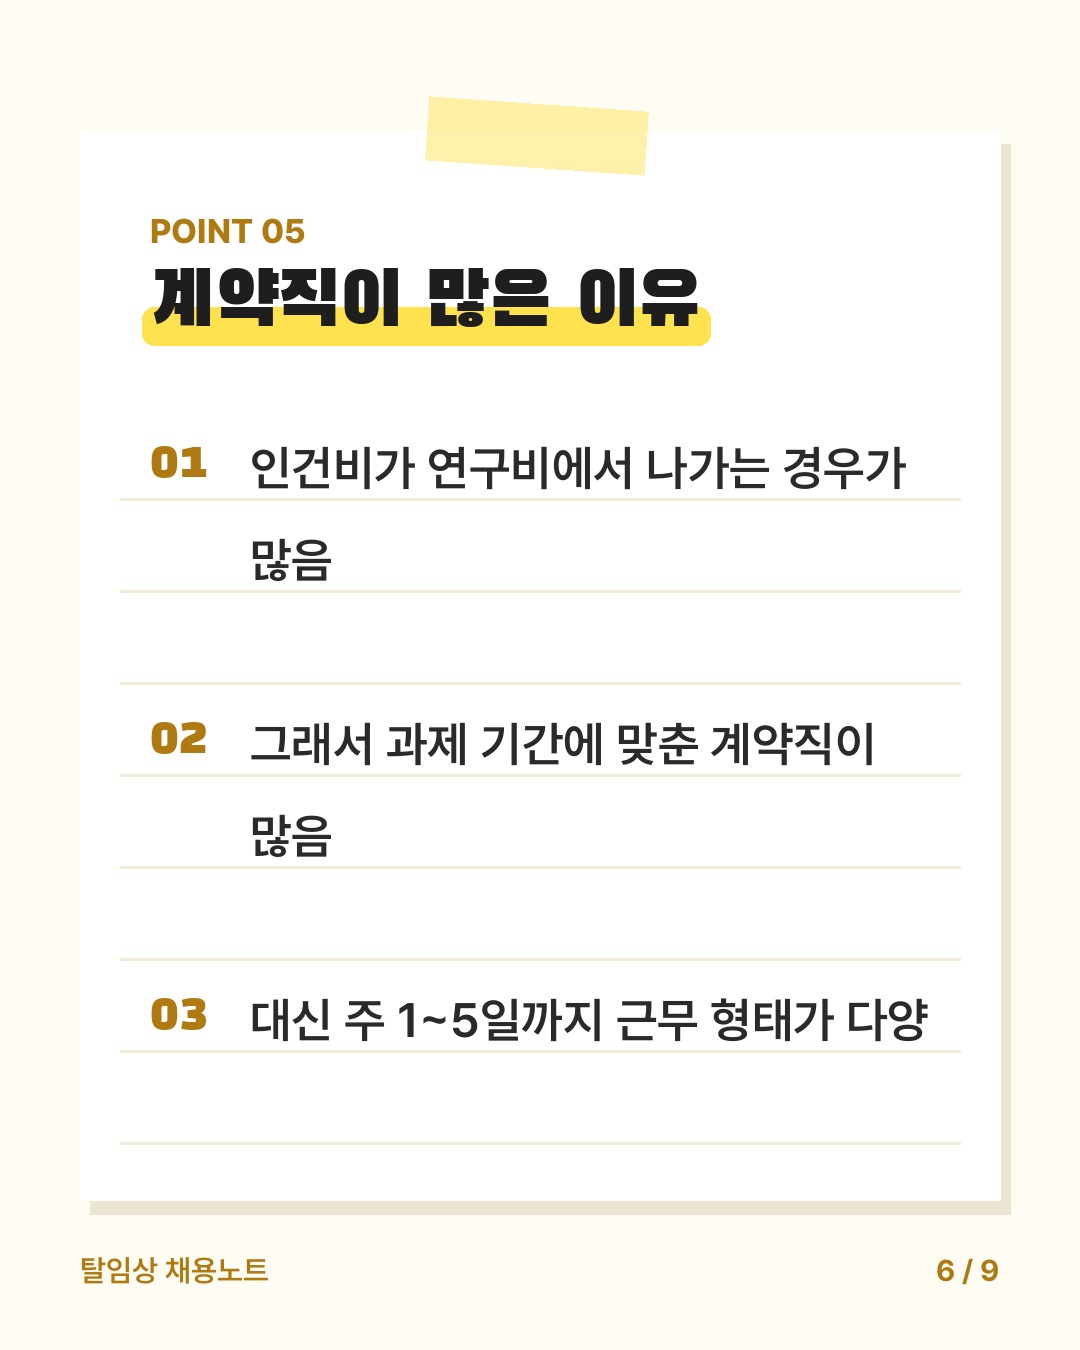 POINT 05
계약직이 많은 이유
01 인건비가 연구비에서 나가는 경우가
많음
02 그래서 과제 기간에 맞춘 계약직이
많음
03 대신 주 1~5일까지 근무 형태가 다양
탈임상 채용노트
6 / 9